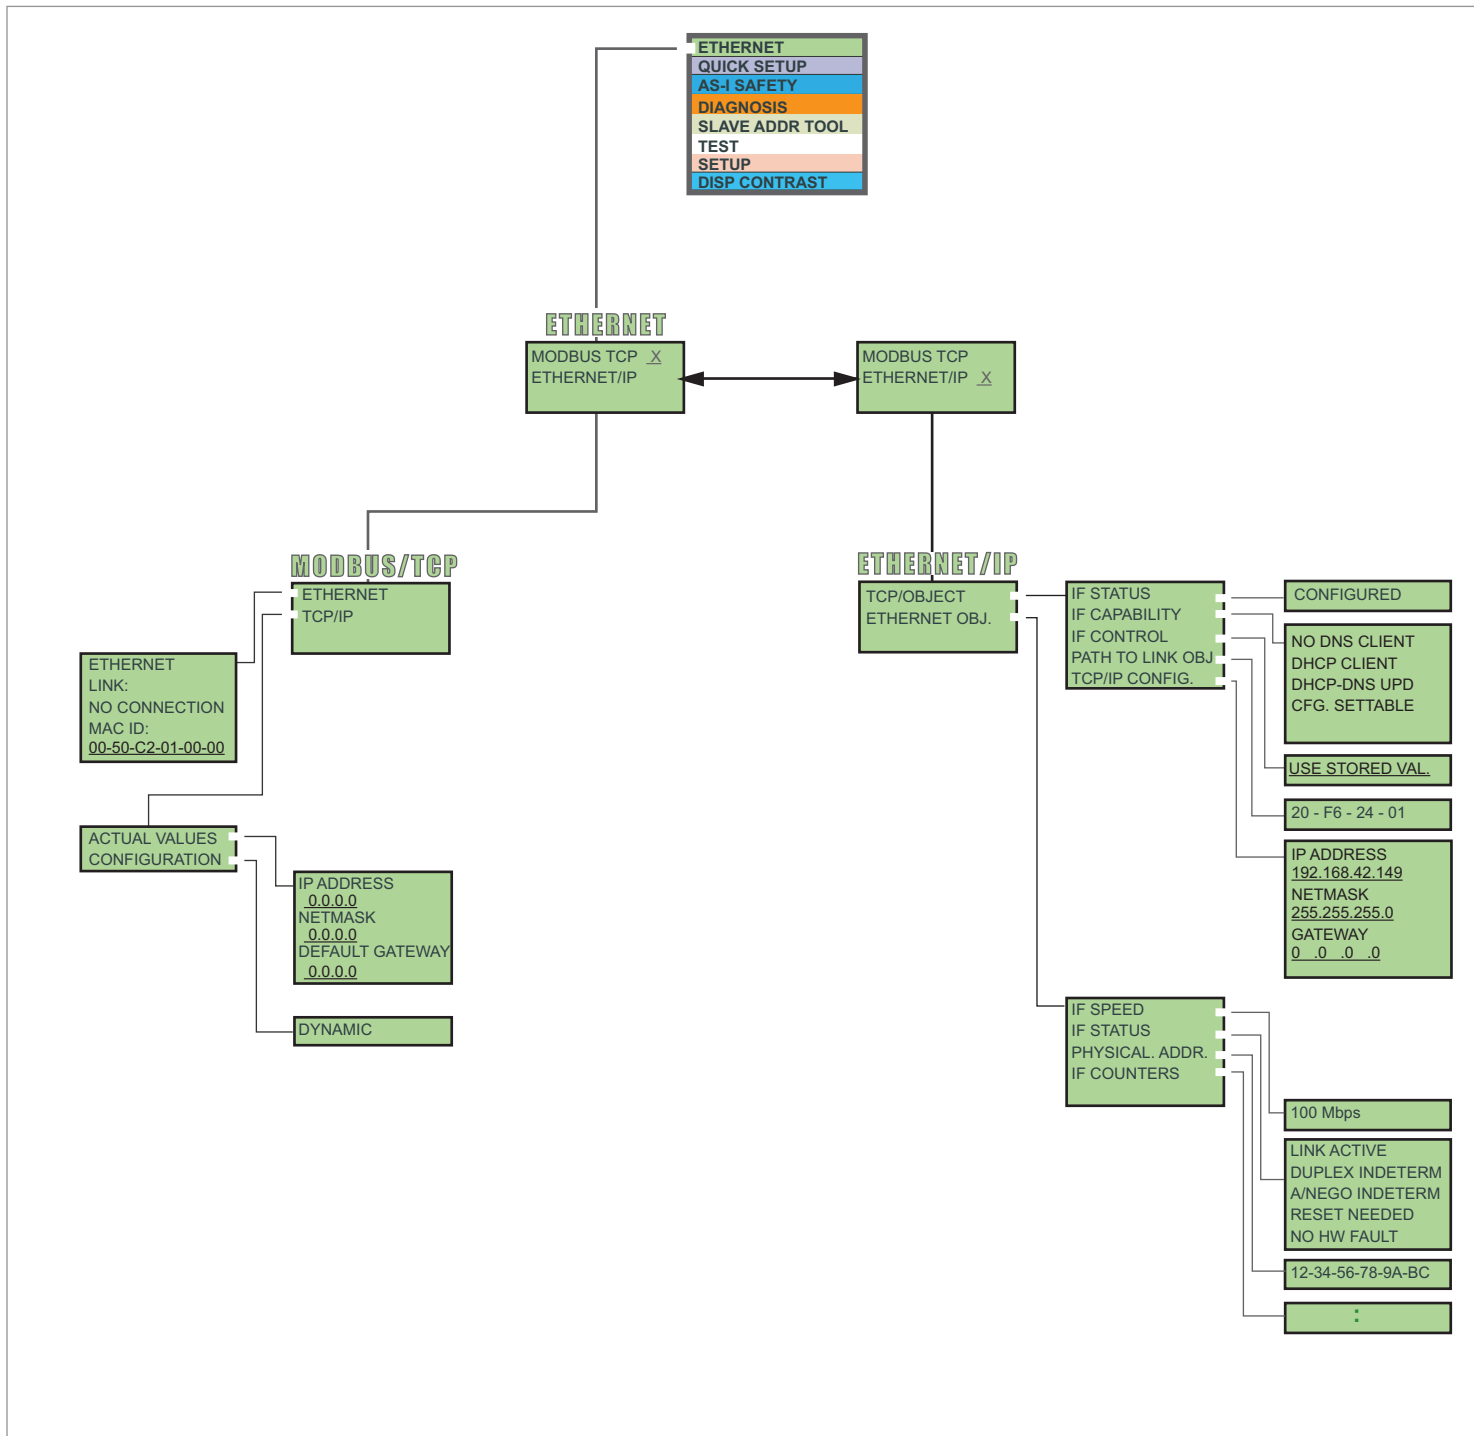 ETHERNET
QUICK SETUP
AS-I SAFETY
DIAGNOSIS
SLAVE ADDR TOOL
TEST
SETUP
DISP CONTRAST
ETHERNET
MODBUS TCP X
ETHERNET/IP
MODBUS TCP
ETHERNET/IP X
MODBUS/TCP
ETHERNET
TCP/IP
ETHERNET
LINK:
NO CONNECTION
MAC ID:
00-50-C2-01-00-00
ACTUAL VALUES
CONFIGURATION
IP ADDRESS
0.0.0.0
NETMASK
0.0.0.0
DEFAULT GATEWAY
0.0.0.0
DYNAMIC
ETHERNET/IP
TCP/OBJECT
ETHERNET OBJ.
IF STATUS
IF CAPABILITY
IF CONTROL
PATH TO LINK OBJ
TCP/IP CONFIG.
CONFIGURED
NO DNS CLIENT
DHCP CLIENT
DHCP-DNS UPD
CFG. SETTABLE
USE STORED VAL.
20 - F6 - 24 - 01
IP ADDRESS
192.168.42.149
NETMASK
255.255.255.0
GATEWAY
0 .0 .0 .0
IF SPEED
IF STATUS
PHYSICAL. ADDR.
IF COUNTERS
100 Mbps
LINK ACTIVE
DUPLEX INDETERM
A/NEGO INDETERM
RESET NEEDED
NO HW FAULT
12-34-56-78-9A-BC
: